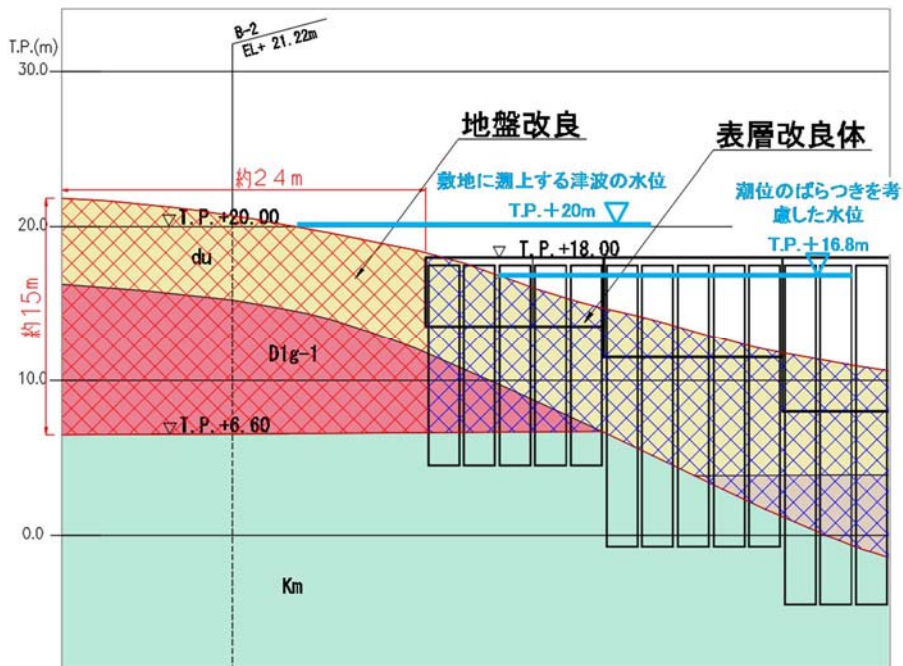 B-2
EL+ 21.22m
T.P.(m)
30.0
地盤改良
表層改良体
約24m
敷地に遡上する津波の水位
T.P.+20m
潮位のばらつきを考
慮した水位
T.P.+16.8m
20.0
▽T.P.+20.00
▽ T.P.+18.00
du
約15m
D1g-1
10.0
▽T.P.+6.60
0.0
Km